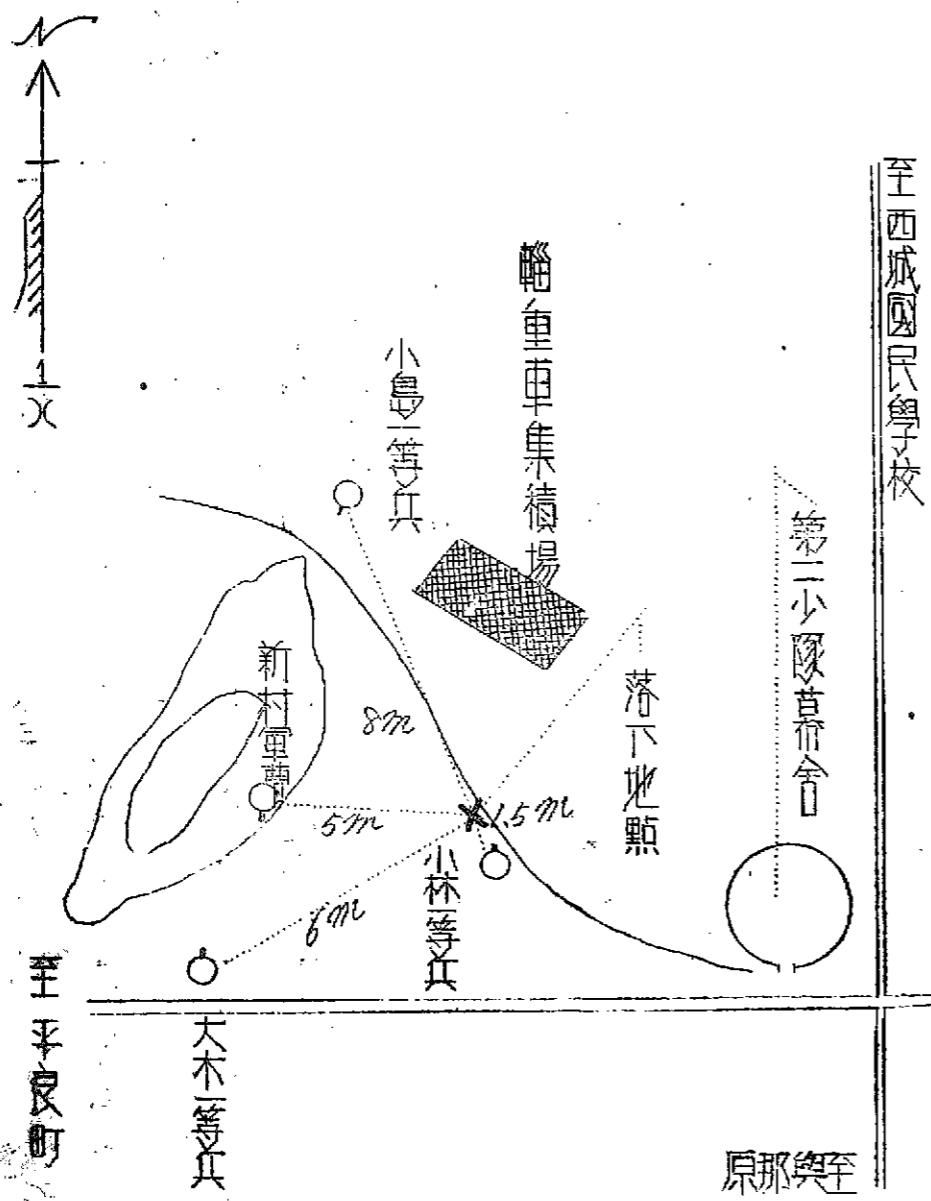 N
1/X
至西城國民學校
輜重車集積場
小島一等兵
第二小隊幕舎
落下地點
新村軍曹
8m
5m
1.5m
小林一等兵
6m
至平良町
大木一等兵
原那與至